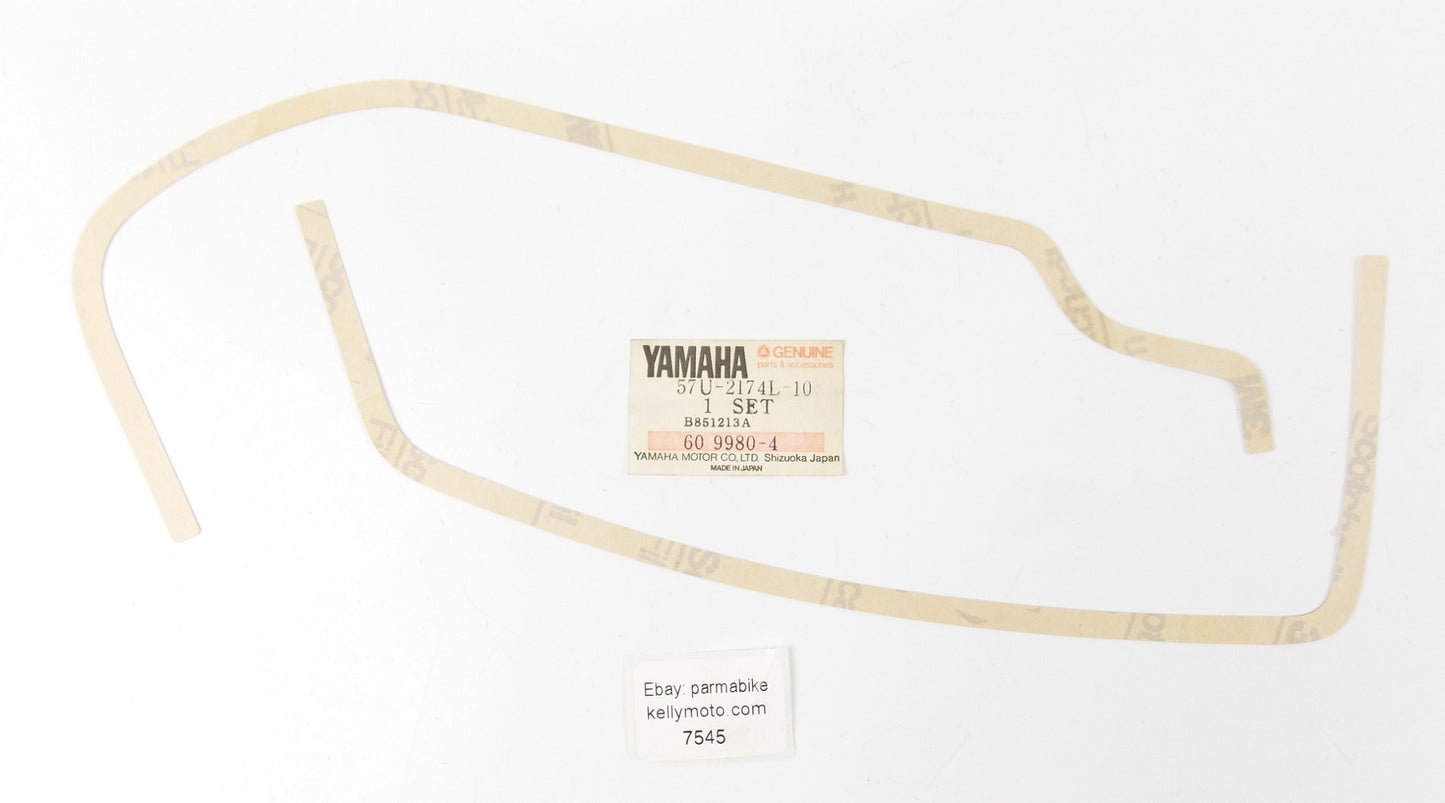 YAMAHA
GENUINE
parts & accessories
57U-2174L-10
1 SET
B851213A
60 9980-4
YAMAHA MOTOR CO., LTD. Shizuoka Japan
MADE IN JAPAN
3M
Ebay: parmabike
kellymoto.com
7545